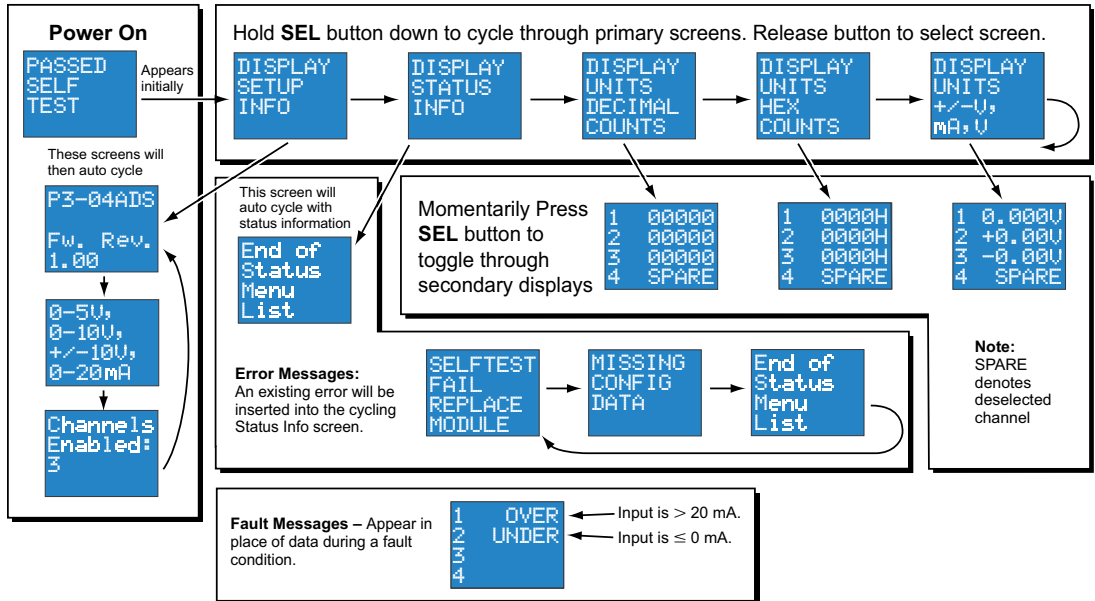 Power On
PASSED
SELF
TEST
Appears
initially
These screens will
then auto cycle
P3-04ADS
Fw. Rev.
1.00
0-5V,
0-10V,
+/-10V,
0-20mA
Channels
Enabled:
3
Hold SEL button down to cycle through primary screens. Release button to select screen.
DISPLAY
SETUP
INFO
DISPLAY
STATUS
INFO
DISPLAY
UNITS
DECIMAL
COUNTS
DISPLAY
UNITS
HEX
COUNTS
DISPLAY
UNITS
+/-V,
mA,V
This screen will
auto cycle with
status information
End of
Status
Menu
List
Momentarily Press
SEL button to
toggle through
secondary displays
1 00000
2 00000
3 00000
4 SPARE
1 0000H
2 0000H
3 0000H
4 SPARE
1 0.000V
2 +0.00V
3 -0.00V
4 SPARE
Note:
SPARE
denotes
deselected
channel
Error Messages:
An existing error will be
inserted into the cycling
Status Info screen.
SELFTEST
FAIL
REPLACE
MODULE
MISSING
CONFIG
DATA
End of
Status
Menu
List
Fault Messages – Appear in
place of data during a fault
condition.
1 OVER
2 UNDER
3
4
Input is > 20 mA.
Input is ≤ 0 mA.